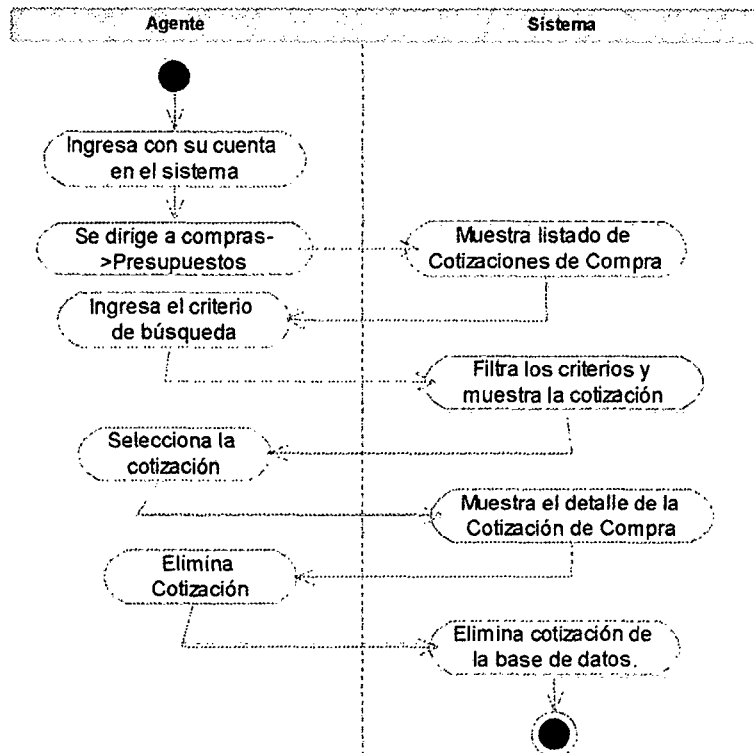 Agente
Sistema
Ingresa con su cuenta
en el sistema
Se dirige a compras-
>Presupuestos
Muestra listado de
Cotizaciones de Compra
Ingresa el criterio
de búsqueda
Filtra los criterios y
muestra la cotización
Selecciona la
cotización
Muestra el detalle de la
Cotización de Compra
Elimina
Cotización
Elimina cotización de
la base de datos.